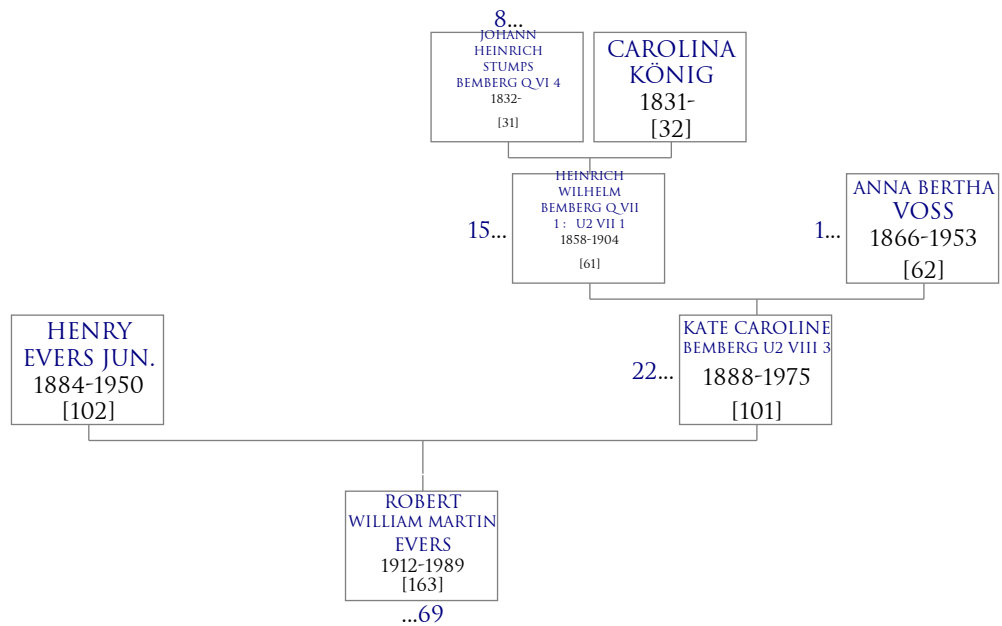 8...
JOHANN
HEINRICH
STUMPS
BEMBERG Q VI 4
1832-
[31]
CAROLINA
KÖNIG
1831-
[32]
HEINRICH
WILHELM
BEMBERG Q VII
1 : U2 VII 1
1858-1904
[61]
15...
ANNA BERTHA
VOSS
1866-1953
[62]
1...
HENRY
EVERS JUN.
1884-1950
[102]
KATE CAROLINE
BEMBERG U2 VIII 3
1888-1975
[101]
22...
ROBERT
WILLIAM MARTIN
EVERS
1912-1989
[163]
...69